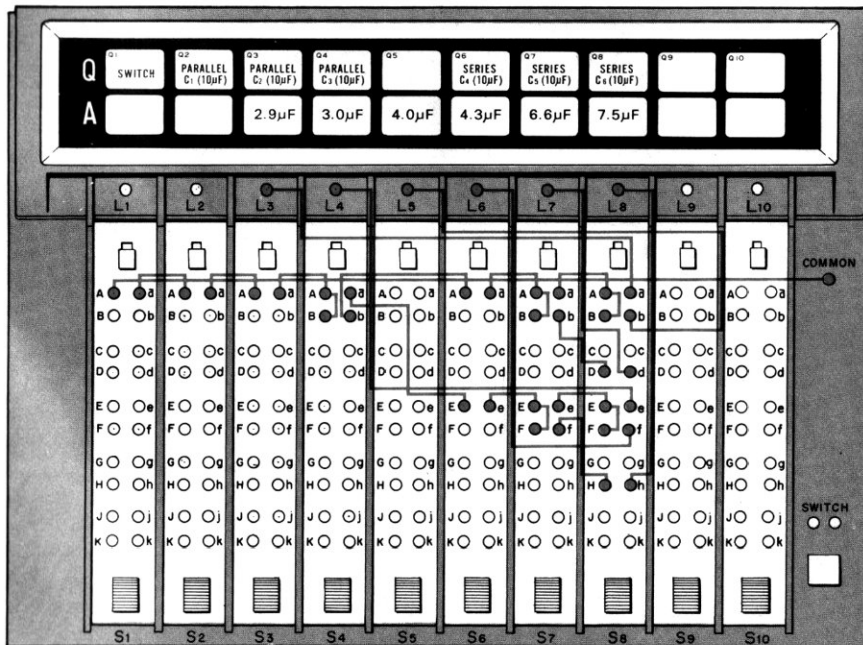 Q
Q1 SWITCH
Q2 PARALLEL C1 (10µF)
Q3 PARALLEL C2 (10µF)
Q4 PARALLEL C3 (10µF)
Q5
Q6 SERIES C4 (10µF)
Q7 SERIES C5 (10µF)
Q8 SERIES C6 (10µF)
Q9
Q10
A
2.9µF 3.0µF 4.0µF 4.3µF 6.6µF 7.5µF
L1 L2 L3 L4 L5 L6 L7 L8 L9 L10
COMMON
A a A a A a A a A a A a A a A a A a A a
B b B b B b B b B b B b B b B b B b B b
C c C c C c C c C c C c C c C c C c C c
D d D d D d D d D d D d D d D d D d D d
E e E e E e E e E e E e E e E e E e E e
F f F f F f F f F f F f F f F f F f F f
G g G g G g G g G g G g G g G g G g G g
H h H h H h H h H h H h H h H h H h H h
SWITCH
J j J j J j J j J j J j J j J j J j J j
K k K k K k K k K k K k K k K k K k K k
S1 S2 S3 S4 S5 S6 S7 S8 S9 S10